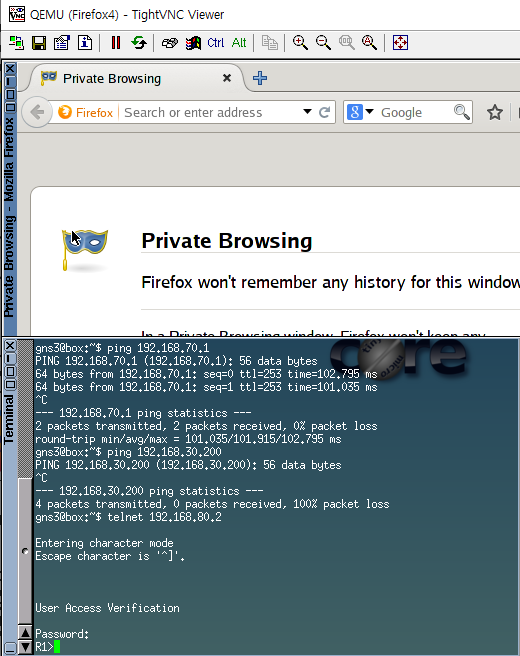 QEMU (Firefox4) - TightVNC Viewer
Ctrl Alt
Private Browsing - Mozilla Firefox
Private Browsing
Firefox Search or enter address
8 Google
Private Browsing
Firefox won't remember any history for this window
In a Private Browsing window, Firefox won't keep any
Terminal
core
gns3@box:~$ ping 192.168.70.1
PING 192.168.70.1 (192.168.70.1): 56 data bytes
64 bytes from 192.168.70.1: seq=0 ttl=253 time=102.795 ms
64 bytes from 192.168.70.1: seq=1 ttl=253 time=101.035 ms
^C
--- 192.168.70.1 ping statistics ---
2 packets transmitted, 2 packets received, 0% packet loss
round-trip min/avg/max = 101.035/101.915/102.795 ms
gns3@box:~$ ping 192.168.30.200
PING 192.168.30.200 (192.168.30.200): 56 data bytes
^C
--- 192.168.30.200 ping statistics ---
4 packets transmitted, 0 packets received, 100% packet loss
gns3@box:~$ telnet 192.168.80.2
Entering character mode
Escape character is '^]'.
User Access Verification
Password:
R1>